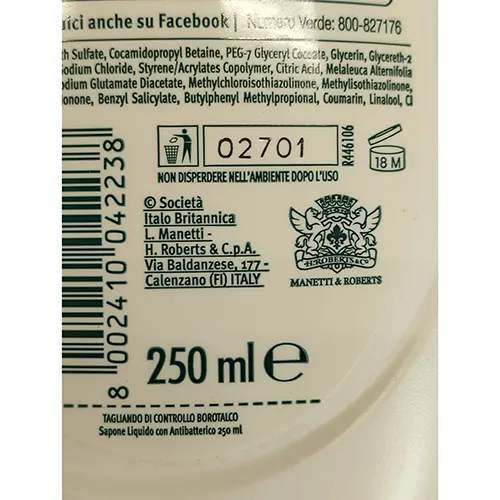 uici anche su Facebook | Numero Verde: 800-827176
th Sulfate, Cocamidopropyl Betaine, PEG-7 Glyceryl Cocoate, Glycerin, Glycereth-2
Sodium Chloride, Styrene/Acrylates Copolymer, Citric Acid, Melaleuca Alternifolia
Sodium Glutamate Diacetate, Methylchloroisothiazolinone, Methylisothiazolinone,
ionone, Benzyl Salicylate, Butylphenyl Methylpropional, Coumarin, Linalool, Ci
02701
R446106
18 M
NON DISPERDERE NELL'AMBIENTE DOPO L'USO
© Società
Italo Britannica
L. Manetti -
H. Roberts & C.p.A.
Via Baldanzese, 177 -
Calenzano (FI) ITALY
H. ROBERTS & Co
MANETTI & ROBERTS
8 002410 042238
250 ml e
TAGLIANDO DI CONTROLLO BOROTALCO
Sapone Liquido con Antibatterico 250 ml